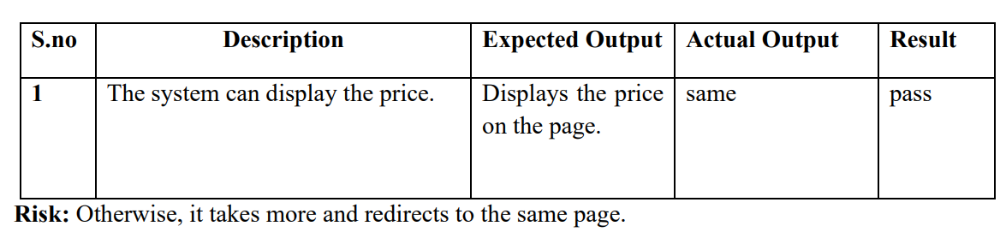 S.no Description Expected Output Actual Output Result
1 The system can display the price. Displays the price same pass
on the page.
Risk: Otherwise, it takes more and redirects to the same page.